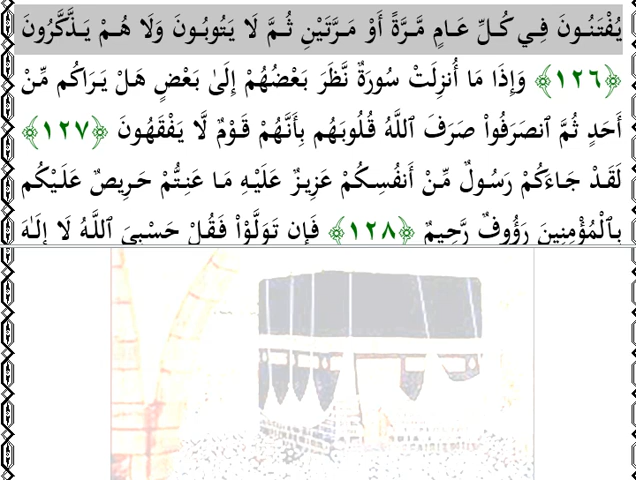 يُفْتَنُونَ فِي كُلِّ عَامٍ مَّرَّةً أَوْ مَرَّتَيْنِ ثُمَّ لَا يَتُوبُونَ وَلَا هُمْ يَذَّكَّرُونَ
﴿١٢٦﴾ وَإِذَا مَا أُنزِلَتْ سُورَةٌ نَّظَرَ بَعْضُهُمْ إِلَىٰ بَعْضٍ هَلْ يَرَاكُم مِّنْ
أَحَدٍ ثُمَّ ٱنصَرَفُوا۟ صَرَفَ ٱللَّهُ قُلُوبَهُم بِأَنَّهُمْ قَوْمٌ لَّا يَفْقَهُونَ ﴿١٢٧﴾
لَقَدْ جَاءَكُمْ رَسُولٌ مِّنْ أَنفُسِكُمْ عَزِيزٌ عَلَيْهِ مَا عَنِتُّمْ حَرِيصٌ عَلَيْكُم
بِٱلْمُؤْمِنِينَ رَؤُوفٌ رَّحِيمٌ ﴿١٢٨﴾ فَإِن تَوَلَّوْا۟ فَقُلْ حَسْبِيَ ٱللَّهُ لَا إِلَـٰهَ